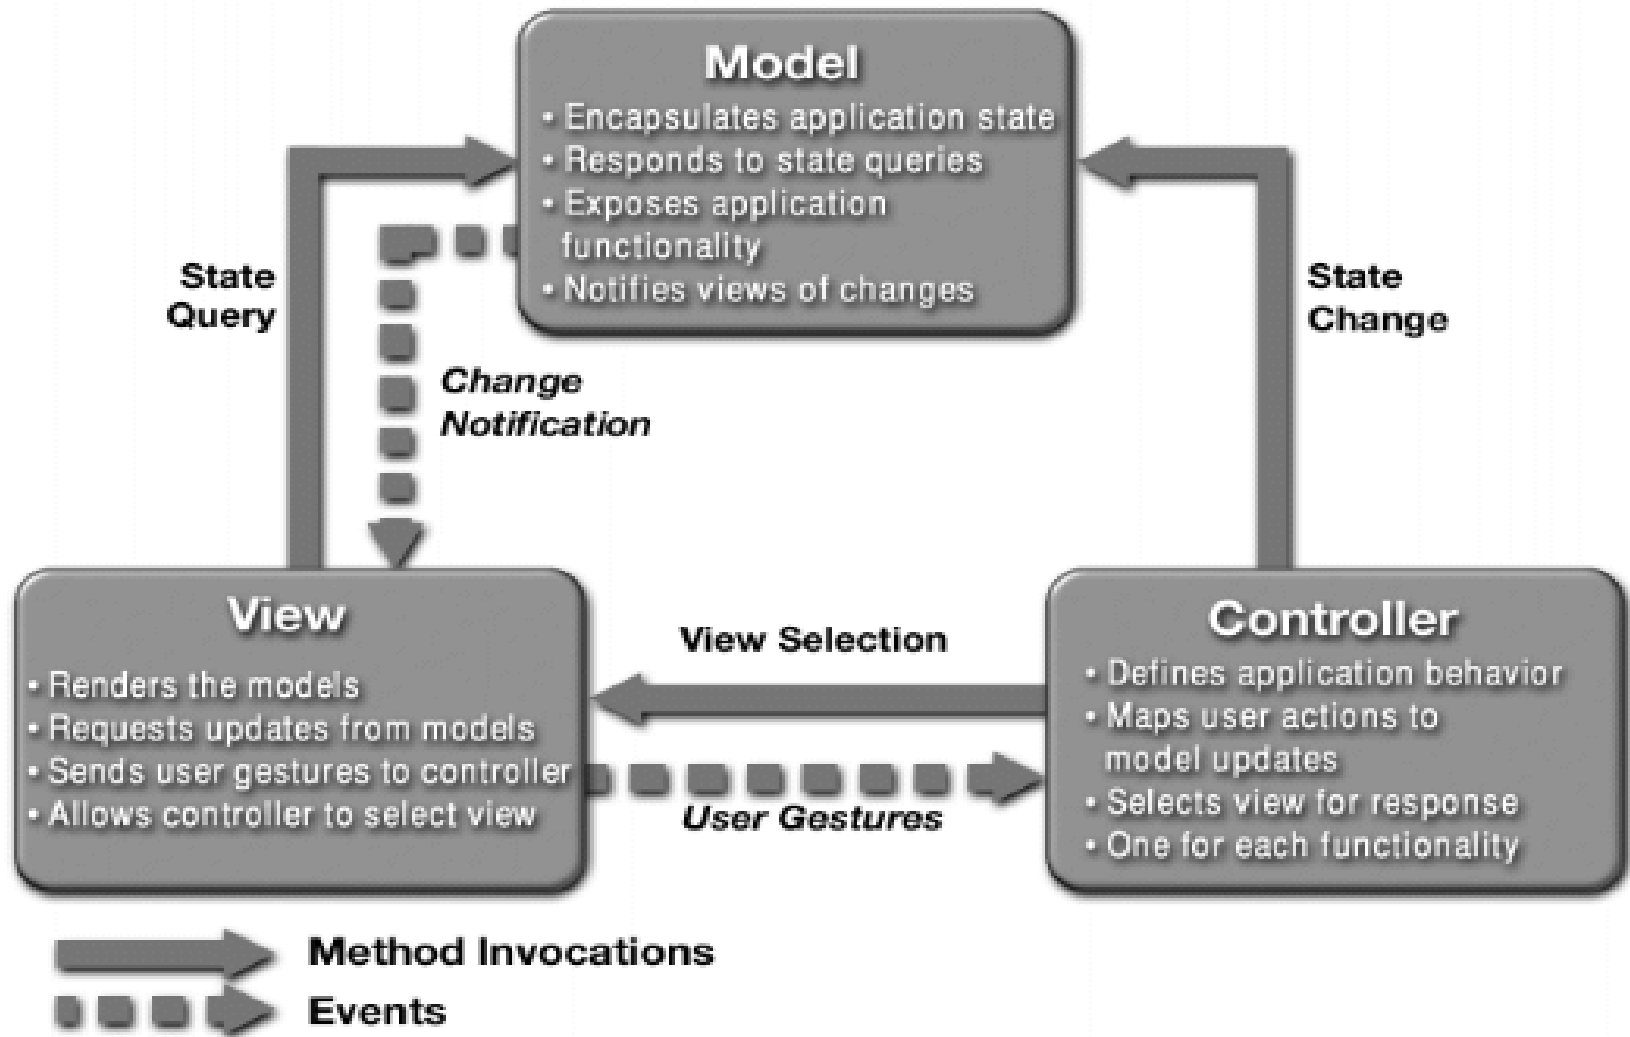 Model
• Encapsulates application state
• Responds to state queries
• Exposes application
functionality
• Notifies views of changes
State
Query
Change
Notification
State
Change
View
• Renders the models
• Requests updates from models
• Sends user gestures to controller
• Allows controller to select view
View Selection
User Gestures
Controller
• Defines application behavior
• Maps user actions to
model updates
• Selects view for response
• One for each functionality
Method Invocations
Events